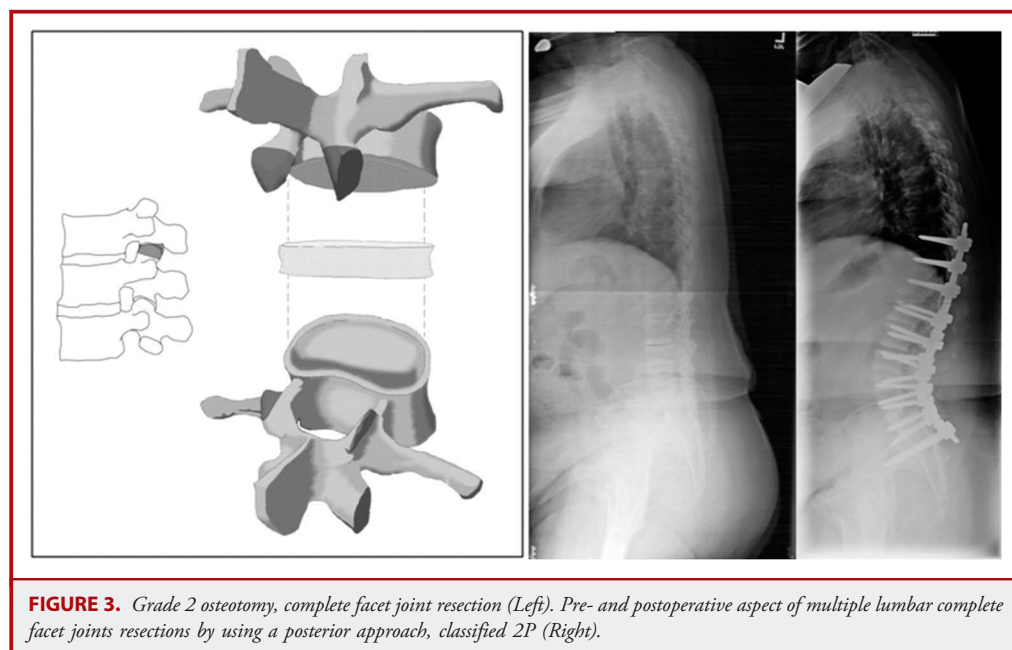 L
FIGURE 3. Grade 2 osteotomy, complete facet joint resection (Left). Pre- and postoperative aspect of multiple lumbar complete
facet joints resections by using a posterior approach, classified 2P (Right).